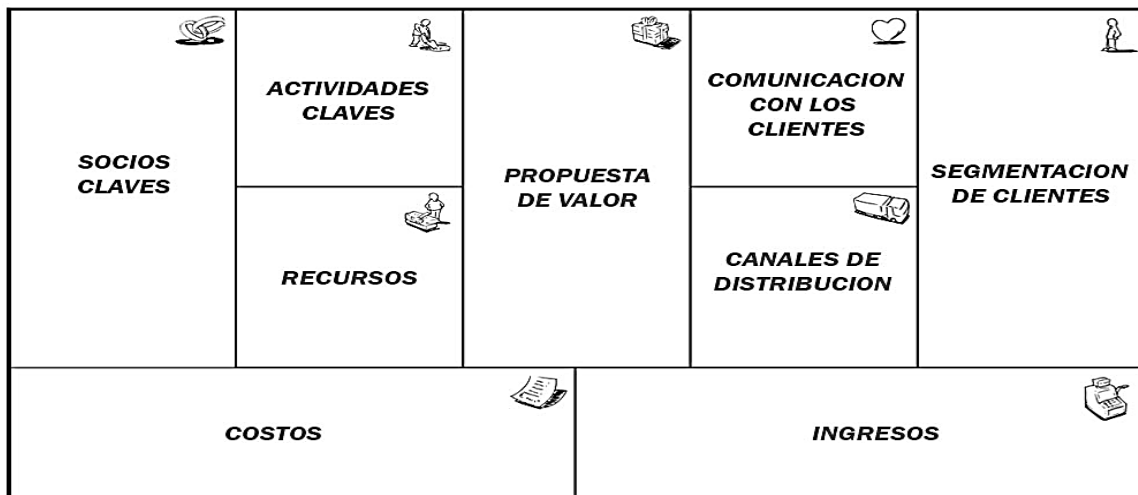 SOCIOS
CLAVES
ACTIVIDADES
CLAVES
RECURSOS
PROPUESTA
DE VALOR
COMUNICACION
CON LOS
CLIENTES
CANALES DE
DISTRIBUCION
SEGMENTACION
DE CLIENTES
COSTOS
INGRESOS